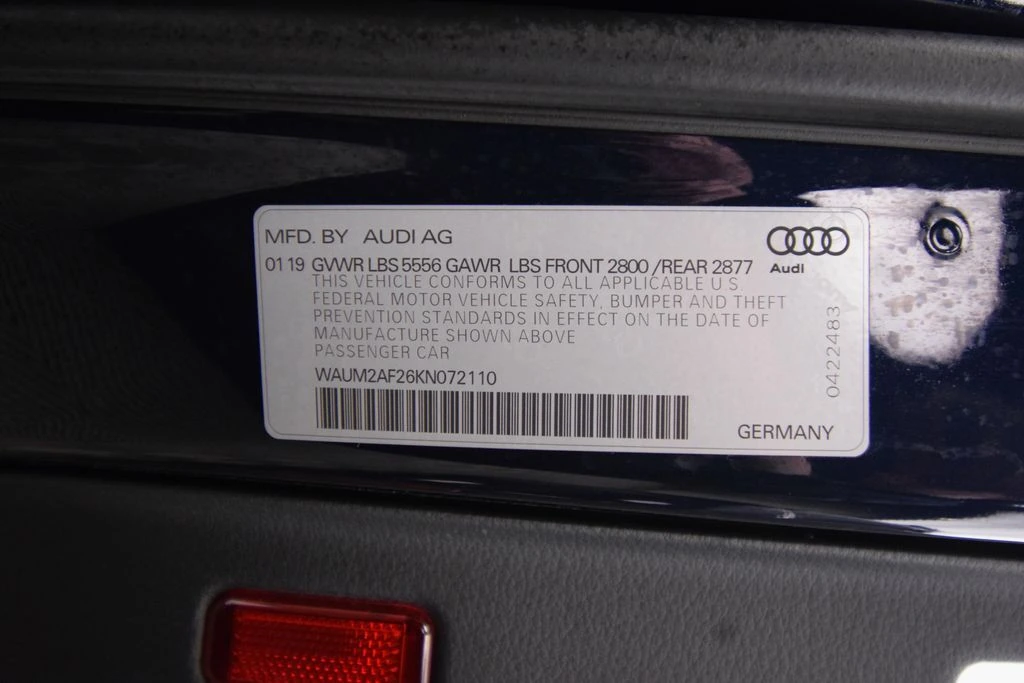 MFD. BY AUDI AG
01 19 GVWR LBS 5556 GAWR LBS FRONT 2800 /REAR 2877
Audi
THIS VEHICLE CONFORMS TO ALL APPLICABLE U.S.
FEDERAL MOTOR VEHICLE SAFETY, BUMPER AND THEFT
PREVENTION STANDARDS IN EFFECT ON THE DATE OF
MANUFACTURE SHOWN ABOVE
PASSENGER CAR
WAUM2AF26KN072110
0422483
GERMANY